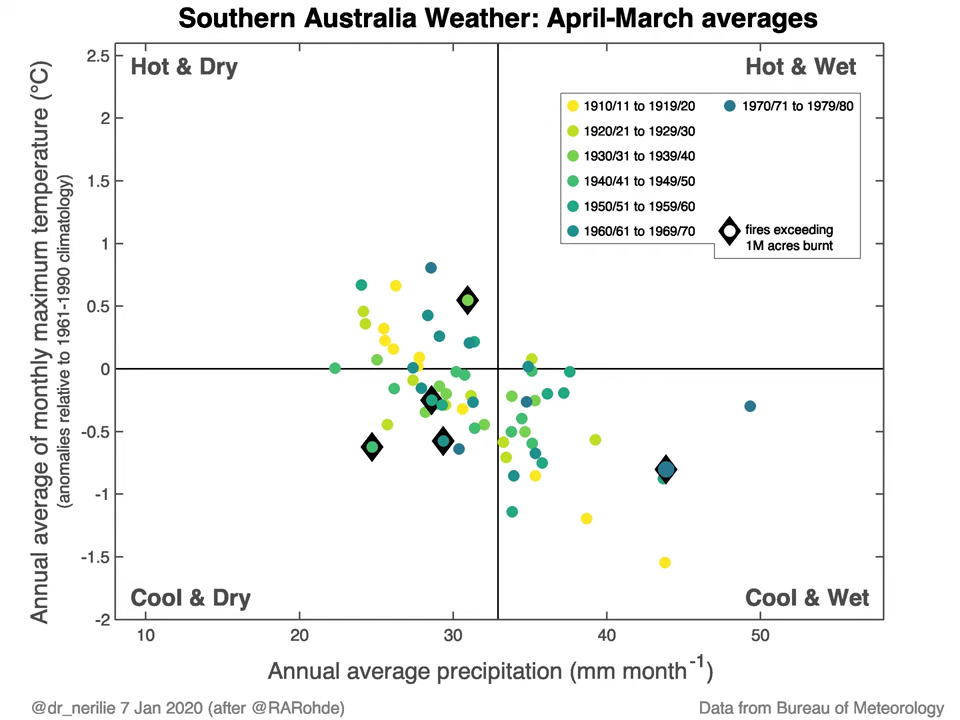 Southern Australia Weather: April-March averages
Hot & Dry
Hot & Wet
1910/11 to 1919/20
1920/21 to 1929/30
1930/31 to 1939/40
1940/41 to 1949/50
1950/51 to 1959/60
1960/61 to 1969/70
1970/71 to 1979/80
fires exceeding
1M acres burnt
Annual average of monthly maximum temperature (°C)
(anomalies relative to 1961-1990 climatology)
2.5
2
1.5
1
0.5
0
-0.5
-1
-1.5
-2
Cool & Dry
Cool & Wet
10 20 30 40 50
Annual average precipitation (mm month⁻¹)
@dr_nerilie 7 Jan 2020 (after @RARohde)
Data from Bureau of Meteorology